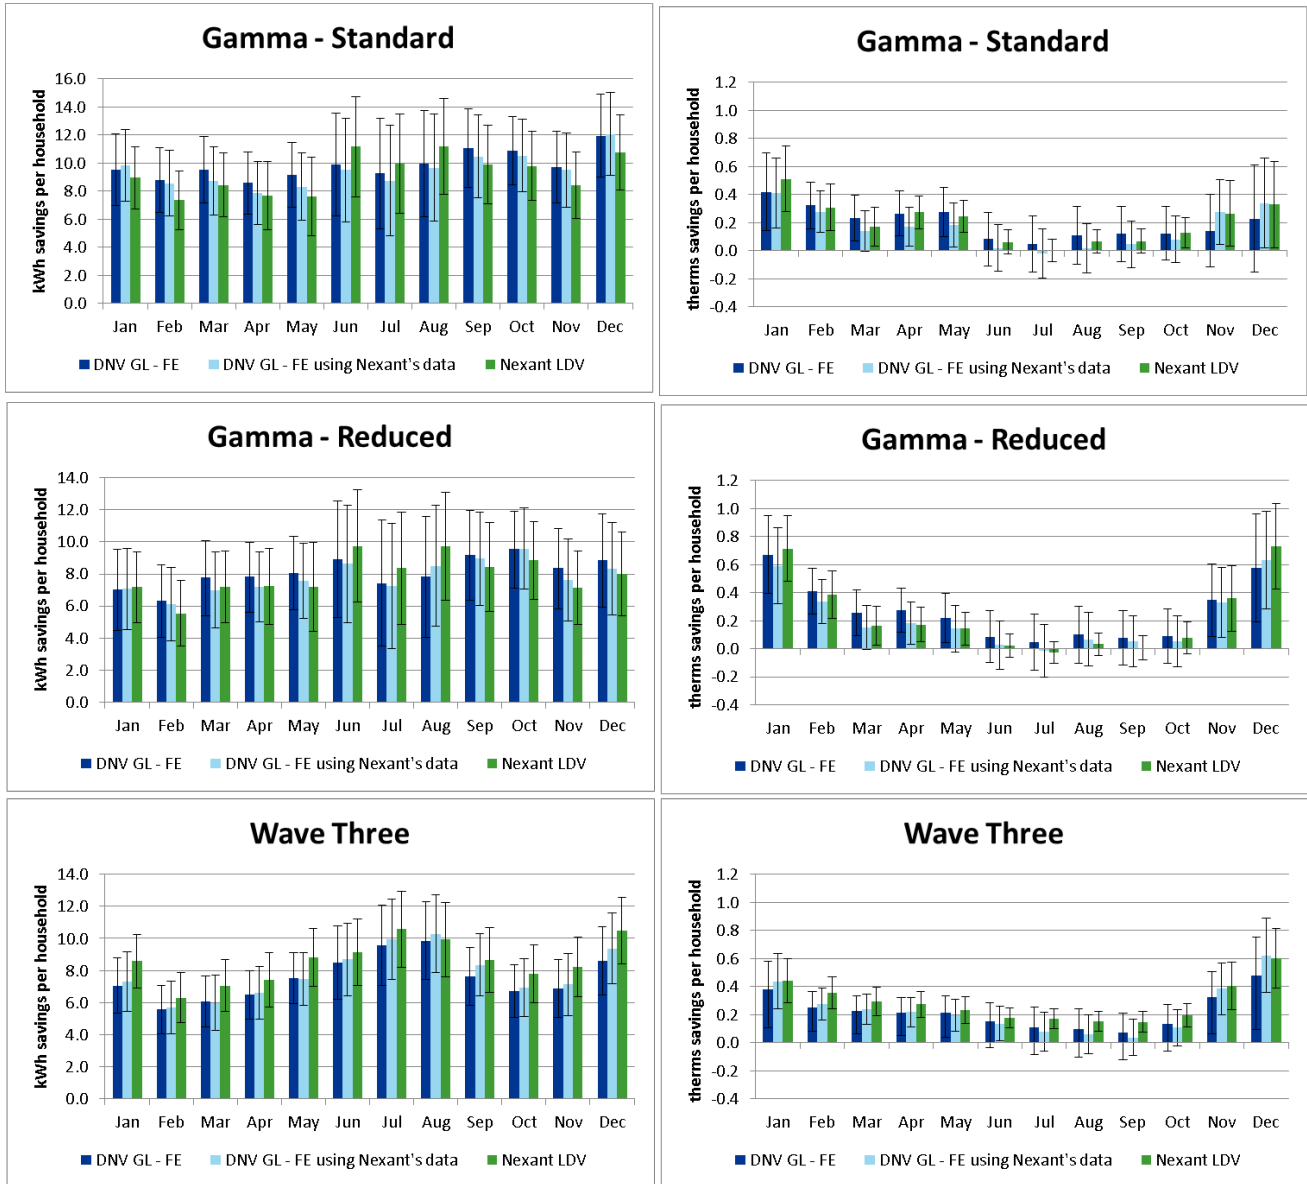 Gamma - Standard
kWh savings per household
16.0
14.0
12.0
10.0
8.0
6.0
4.0
2.0
0.0
Jan Feb Mar Apr May Jun Jul Aug Sep Oct Nov Dec
DNV GL - FE DNV GL - FE using Nexant's data Nexant LDV
Gamma - Standard
therms savings per household
1.2
1.0
0.8
0.6
0.4
0.2
0.0
-0.2
-0.4
Jan Feb Mar Apr May Jun Jul Aug Sep Oct Nov Dec
DNV GL - FE DNV GL - FE using Nexant's data Nexant LDV
Gamma - Reduced
kWh savings per household
14.0
12.0
10.0
8.0
6.0
4.0
2.0
0.0
Jan Feb Mar Apr May Jun Jul Aug Sep Oct Nov Dec
DNV GL - FE DNV GL - FE using Nexant's data Nexant LDV
Gamma - Reduced
therms savings per household
1.2
1.0
0.8
0.6
0.4
0.2
0.0
-0.2
-0.4
Jan Feb Mar Apr May Jun Jul Aug Sep Oct Nov Dec
DNV GL - FE DNV GL - FE using Nexant's data Nexant LDV
Wave Three
kWh savings per household
14.0
12.0
10.0
8.0
6.0
4.0
2.0
0.0
Jan Feb Mar Apr May Jun Jul Aug Sep Oct Nov Dec
DNV GL - FE DNV GL - FE using Nexant's data Nexant LDV
Wave Three
therms savings per household
1.2
1.0
0.8
0.6
0.4
0.2
0.0
-0.2
-0.4
Jan Feb Mar Apr May Jun Jul Aug Sep Oct Nov Dec
DNV GL - FE DNV GL - FE using Nexant's data Nexant LDV